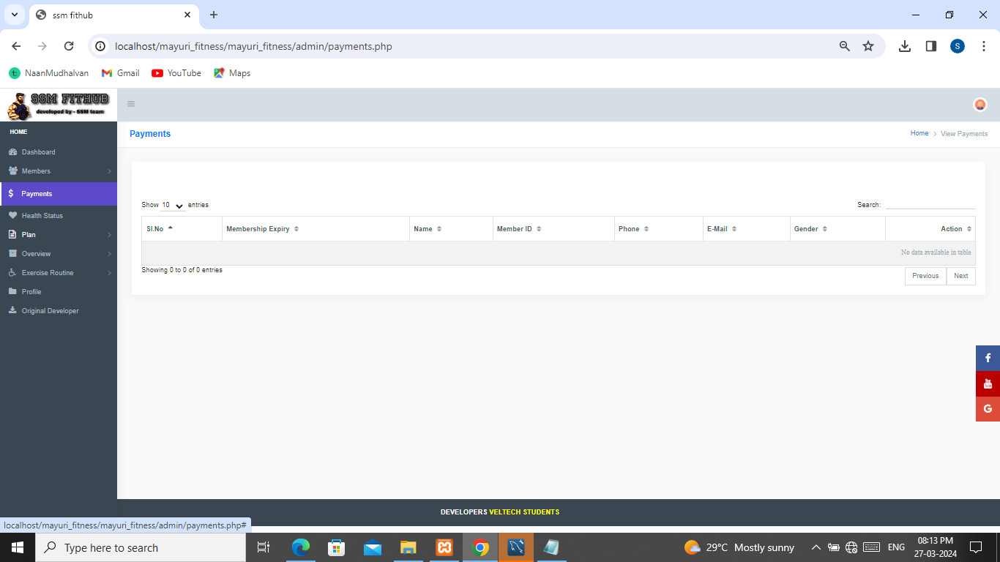 ssm fithub
localhost/mayuri_fitness/mayuri_fitness/admin/payments.php
S
NaanMudhalvan
Gmail
YouTube
Maps
SSM FITHUB
developed by - SSM team
HOME
Payments
Home > View Payments
Dashboard
Members
Payments
Health Status
Plan
Overview
Exercise Routine
Profile
Original Developer
Show 10 entries
Search:
Sl.No
Membership Expiry
Name
Member ID
Phone
E-Mail
Gender
Action
No data available in table
Showing 0 to 0 of 0 entries
Previous
Next
DEVELOPERS VELTECH STUDENTS
localhost/mayuri_fitness/mayuri_fitness/admin/payments.php#
Type here to search
29°C Mostly sunny
ENG
08:13 PM
27-03-2024